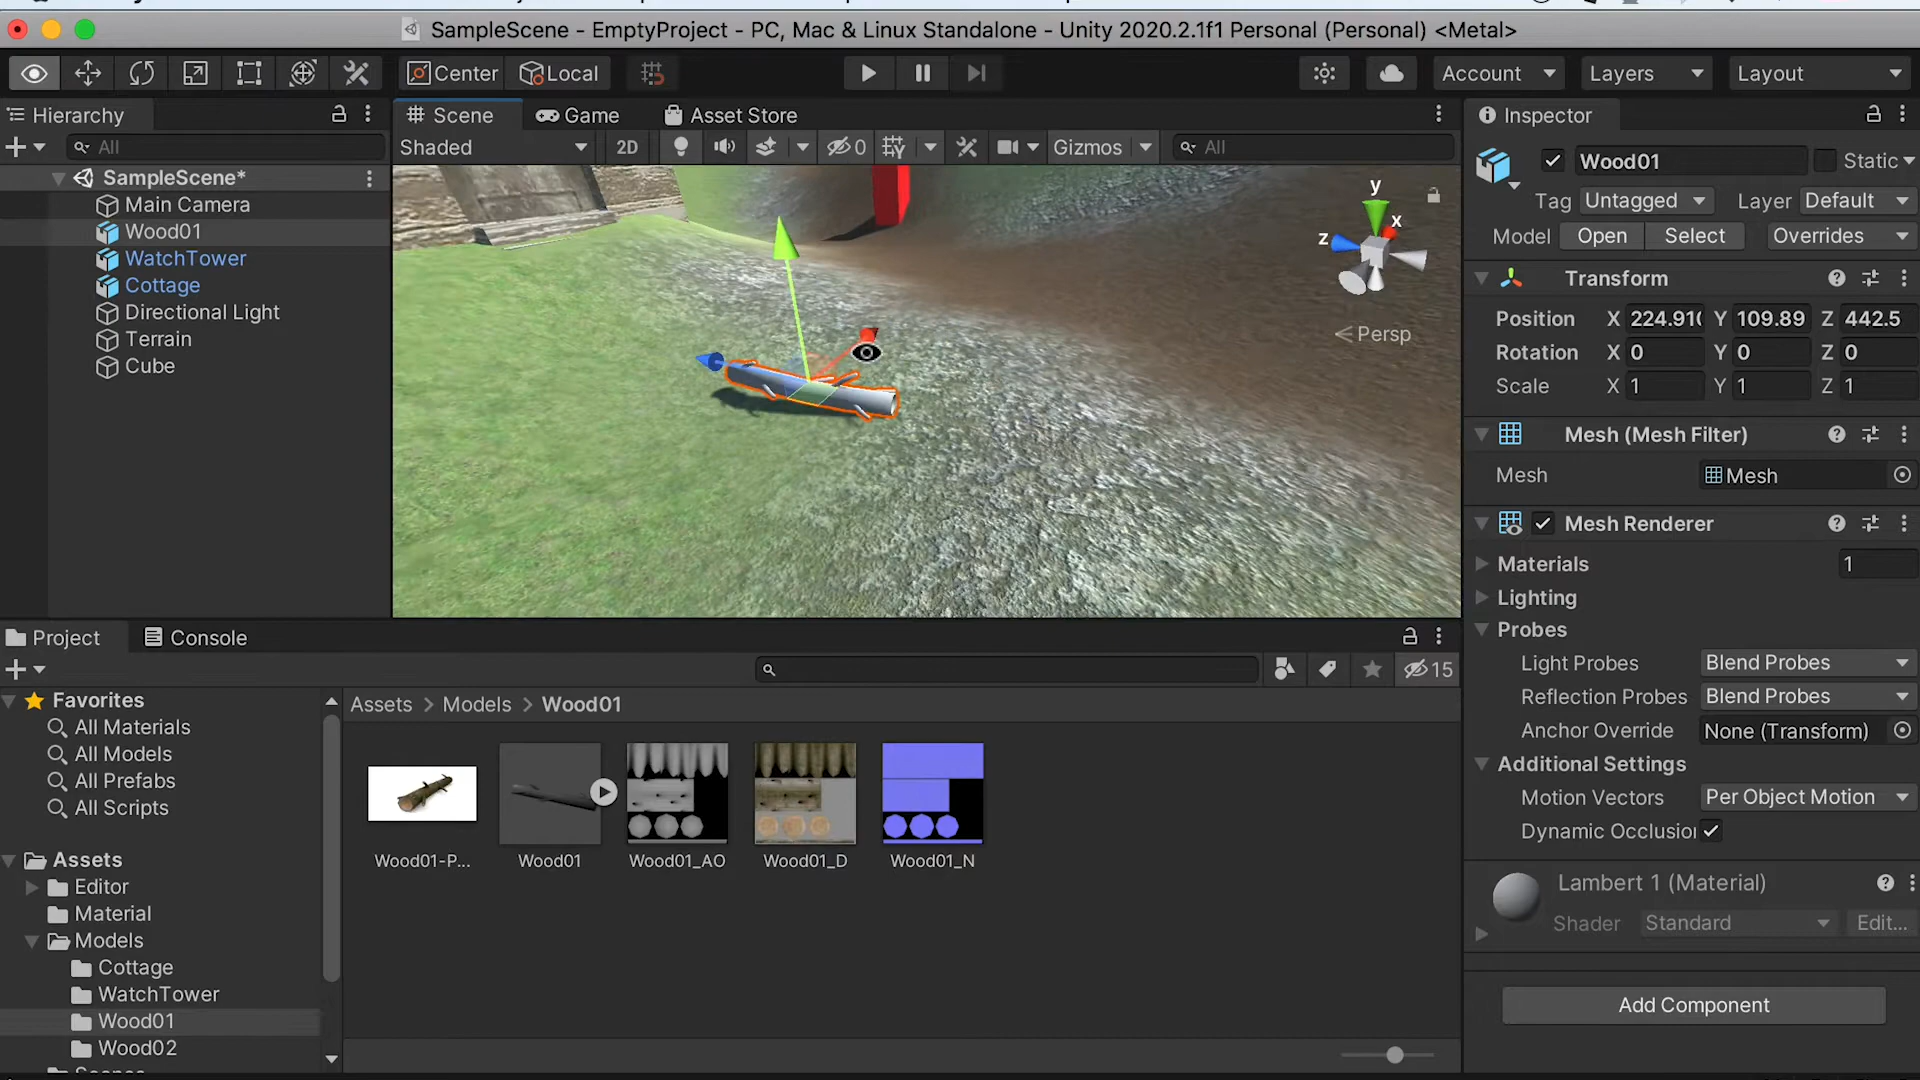 SampleScene - EmptyProject - PC, Mac & Linux Standalone - Unity 2020.2.1f1 Personal (Personal) <Metal>
Center Local Account Layers Layout
Hierarchy
All
SampleScene*
Main Camera
Wood01
WatchTower
Cottage
Directional Light
Terrain
Cube
Scene Game Asset Store
Shaded 2D 0 Gizmos All
y
x
z
Persp
Inspector
Wood01 Static
Tag Untagged Layer Default
Model Open Select Overrides
Transform
Position X 224.91( Y 109.89 Z 442.5
Rotation X 0 Y 0 Z 0
Scale X 1 Y 1 Z 1
Mesh (Mesh Filter)
Mesh Mesh
Mesh Renderer
Materials 1
Lighting
Probes
Light Probes Blend Probes
Reflection Probes Blend Probes
Anchor Override None (Transform)
Additional Settings
Motion Vectors Per Object Motion
Dynamic Occlusio
Lambert 1 (Material)
Shader Standard Edit...
Add Component
Project Console
15
Favorites
All Materials
All Models
All Prefabs
All Scripts
Assets
Editor
Material
Models
Cottage
WatchTower
Wood01
Wood02
Assets > Models > Wood01
Wood01-P... Wood01 Wood01_AO Wood01_D Wood01_N